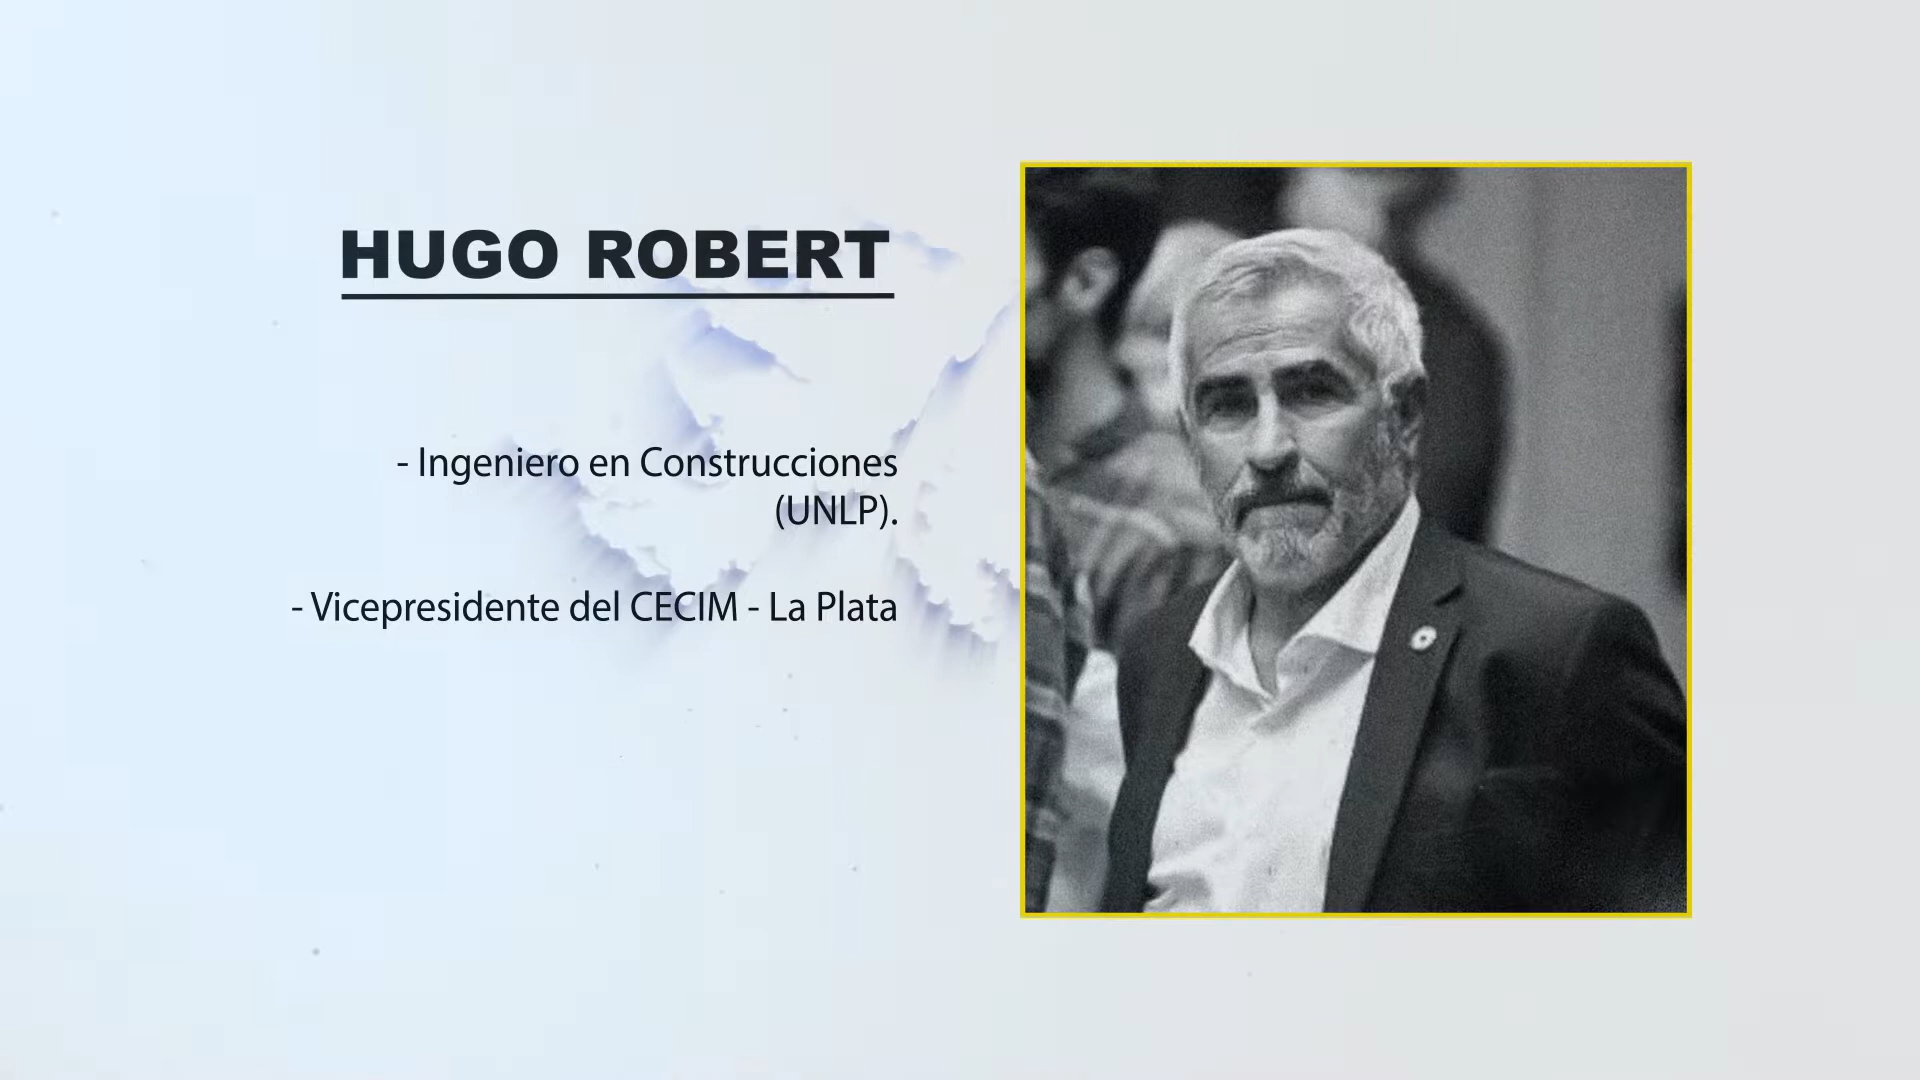 HUGO ROBERT
- Ingeniero en Construcciones
(UNLP).
- Vicepresidente del CECIM - La Plata